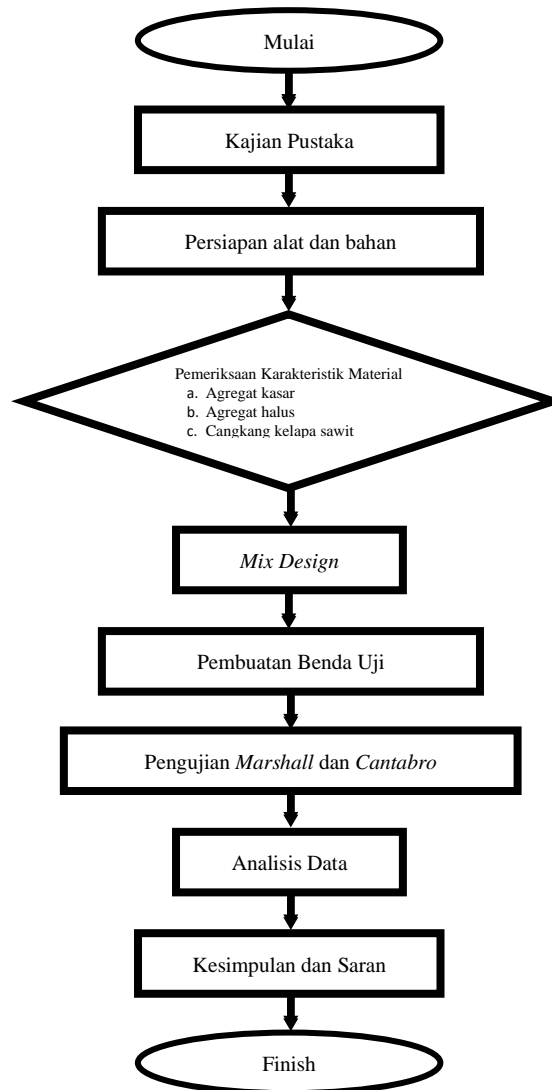 Mulai
Kajian Pustaka
Persiapan alat dan bahan
Pemeriksaan Karakteristik Material
a. Agregat kasar
b. Agregat halus
c. Cangkang kelapa sawit
Mix Design
Pembuatan Benda Uji
Pengujian Marshall dan Cantabro
Analisis Data
Kesimpulan dan Saran
Finish